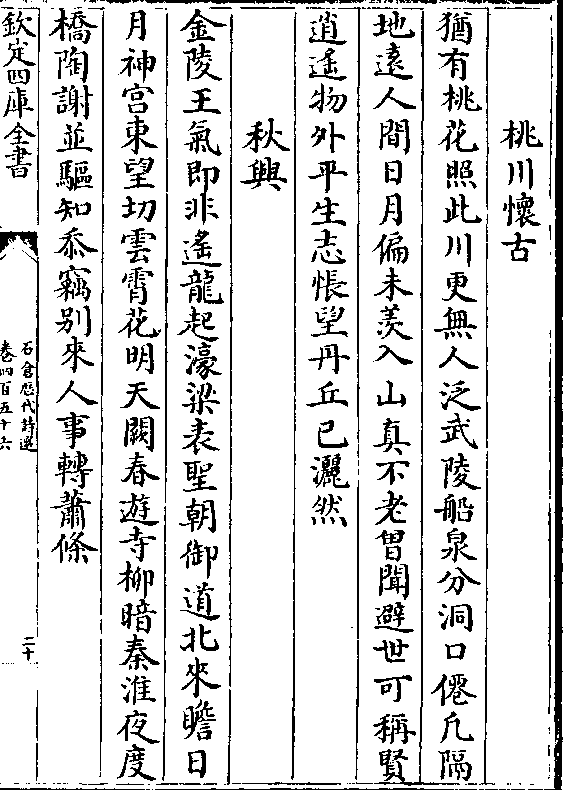 桃川懷古
猶有桃花照此川更無人泛武陵船泉分洞口僊凡隔
地逺人間日月偏未羡入山真不老曽聞避世可稱賢
逍遙物外平生志悵望丹丘已灑然
秋興
金陵王氣即非遙龍起濠梁表聖朝御道北來瞻日
月神宫東望切雲霄花明天闕春遊寺柳暗秦淮夜度
橋陶謝並驅知忝竊别來人事轉蕭條
欽定四庫全書
石倉歴代詩選
卷四百五十六
二十